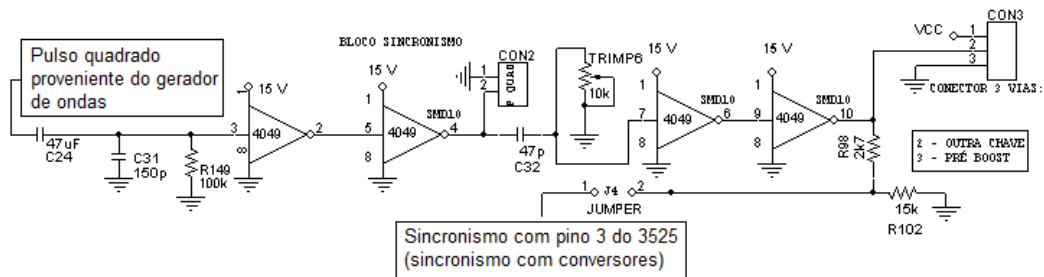 Pulso quadrado
proveniente do gerador
de ondas
BLOCO SINCRONISMO
CON2
1
2
P QUAD
TRIMP6
10k
CON3
VCC
1
2
3
CONECTOR 3 VIAS:
2 - OUTRA CHAVE
3 - PRÉ BOOST
15 V
1
3
4049
2
8
47uF
C24
C31
150p
R149
100k
15 V
1
SMD10
5
4049
4
8
47p
C32
15 V
1
SMD10
7
4049
6
8
15 V
1
SMD10
9
4049
10
8
R98
2k7
1
J4
2
JUMPER
15k
R102
Sincronismo com pino 3 do 3525
(sincronismo com conversores)